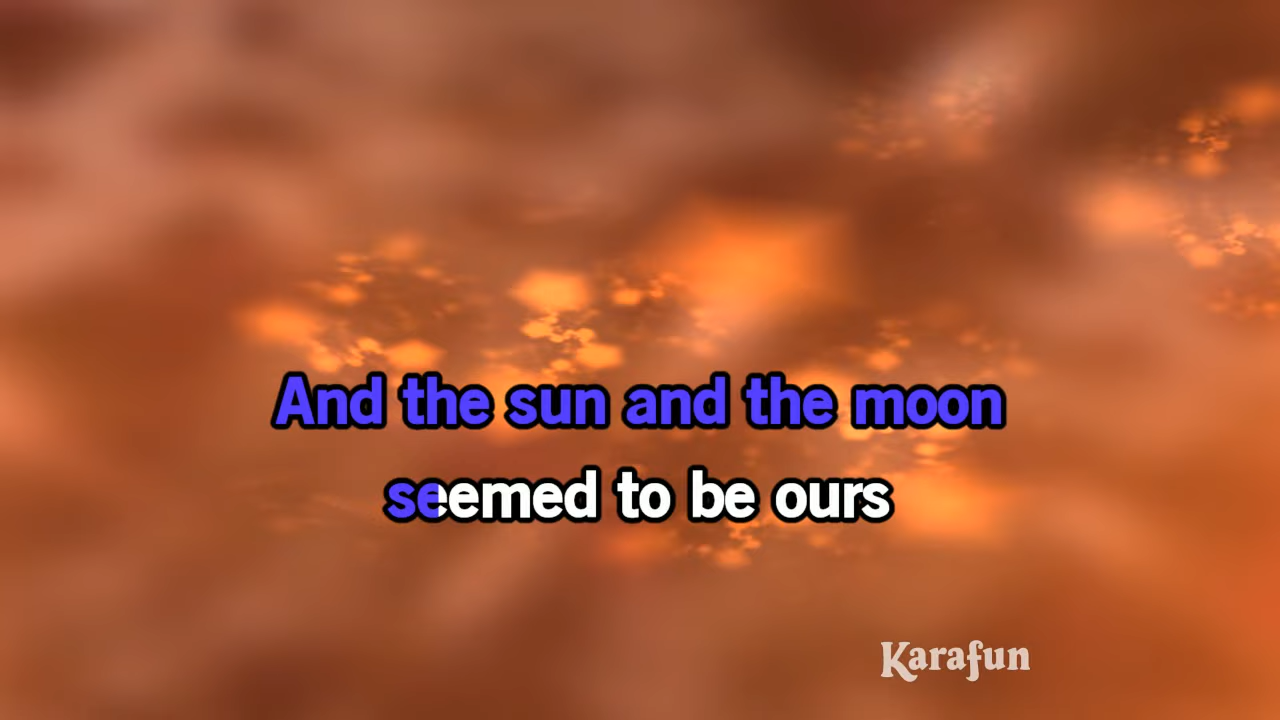 And the sun and the moon
seemed to be ours
Karafun